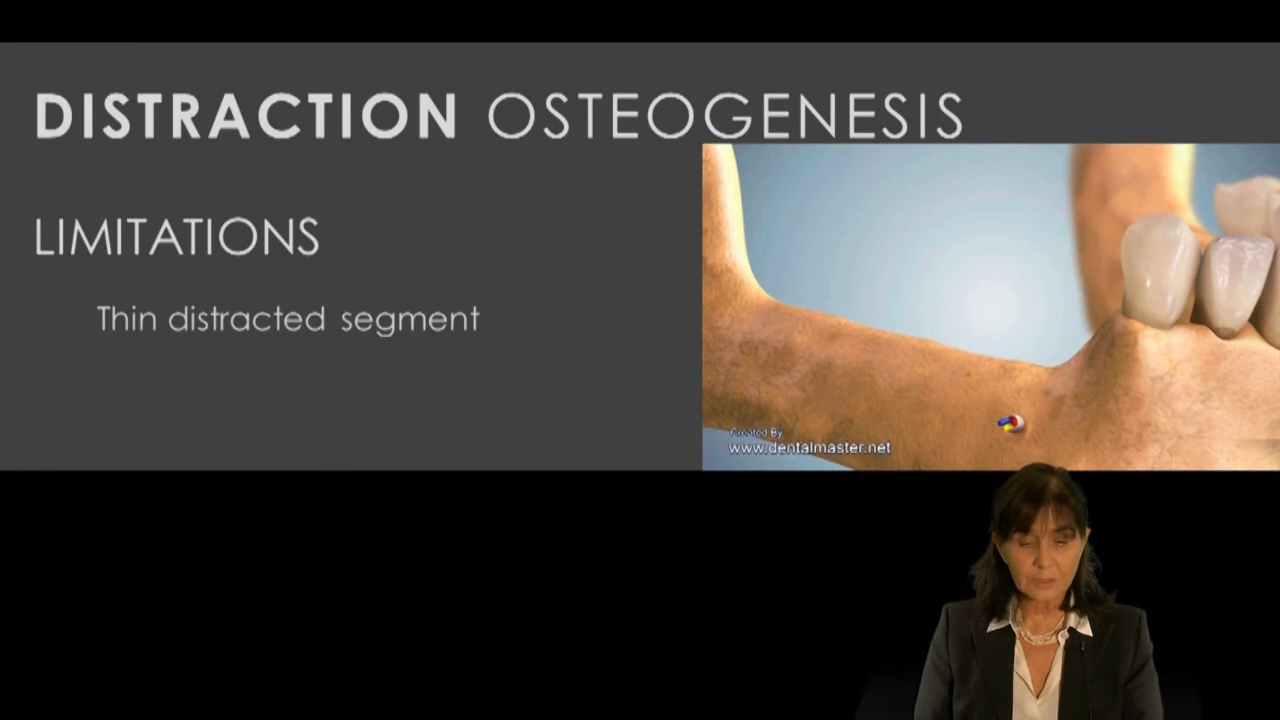 DISTRACTION OSTEOGENESIS
LIMITATIONS
Thin distracted segment
Created By
www.dentalmaster.net